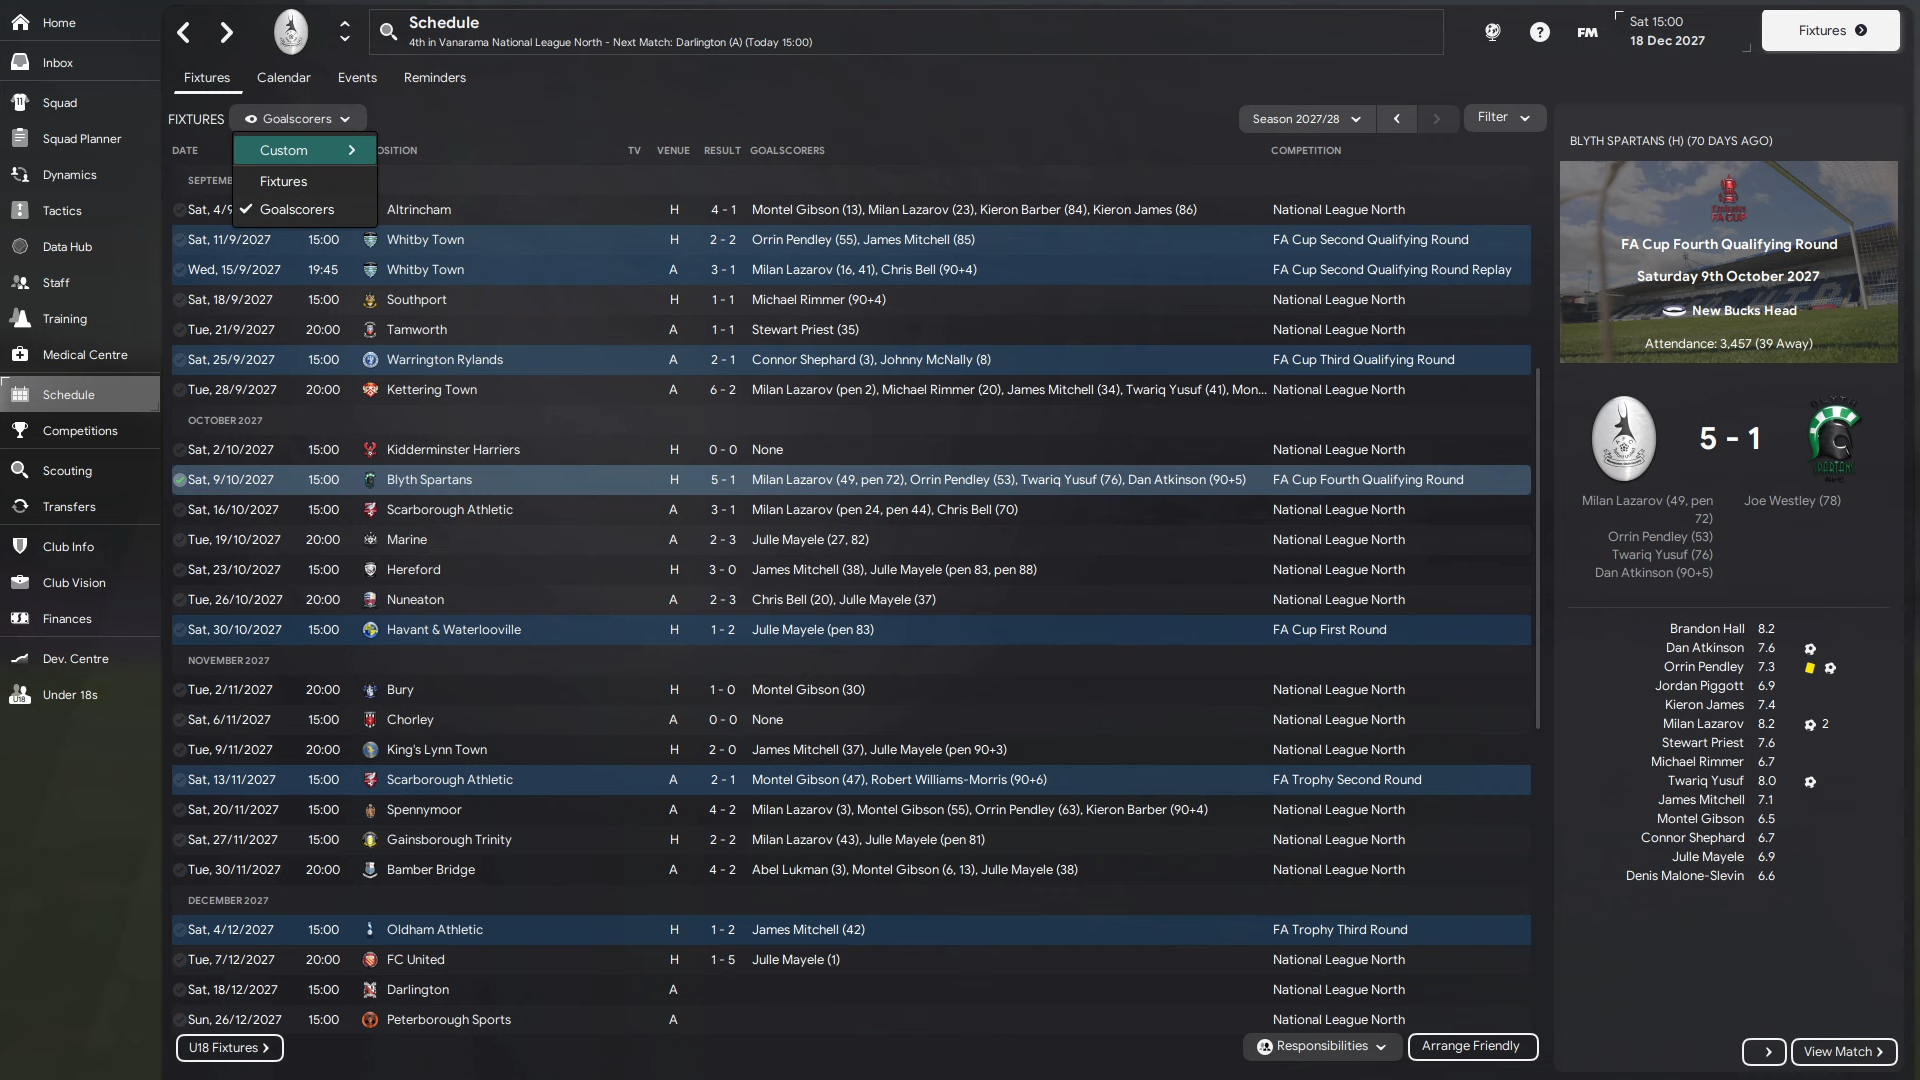 Home
Inbox
Squad
Squad Planner
Dynamics
Tactics
Data Hub
Staff
Training
Medical Centre
Schedule
Competitions
Scouting
Transfers
Club Info
Club Vision
Finances
Dev. Centre
U18
Under 18s
Schedule
4th in Vanarama National League North - Next Match: Darlington (A) (Today 15:00)
FM
Sat 15:00
18 Dec 2027
Fixtures
Fixtures Calendar Events Reminders
FIXTURES Goalscorers
Season 2027/28 Filter
Custom
Fixtures
Goalscorers
DATE OSITION TV VENUE RESULT GOALSCORERS COMPETITION
SEPTEMB
Sat, 4/9 Altrincham H 4 - 1 Montel Gibson (13), Milan Lazarov (23), Kieron Barber (84), Kieron James (86) National League North
Sat, 11/9/2027 15:00 Whitby Town H 2 - 2 Orrin Pendley (55), James Mitchell (85) FA Cup Second Qualifying Round
Wed, 15/9/2027 19:45 Whitby Town A 3 - 1 Milan Lazarov (16, 41), Chris Bell (90+4) FA Cup Second Qualifying Round Replay
Sat, 18/9/2027 15:00 Southport H 1 - 1 Michael Rimmer (90+4) National League North
Tue, 21/9/2027 20:00 Tamworth A 1 - 1 Stewart Priest (35) National League North
Sat, 25/9/2027 15:00 Warrington Rylands A 2 - 1 Connor Shephard (3), Johnny McNally (8) FA Cup Third Qualifying Round
Tue, 28/9/2027 20:00 Kettering Town A 6 - 2 Milan Lazarov (pen 2), Michael Rimmer (20), James Mitchell (34), Twariq Yusuf (41), Mon... National League North
OCTOBER 2027
Sat, 2/10/2027 15:00 Kidderminster Harriers H 0 - 0 None National League North
Sat, 9/10/2027 15:00 Blyth Spartans H 5 - 1 Milan Lazarov (49, pen 72), Orrin Pendley (53), Twariq Yusuf (76), Dan Atkinson (90+5) FA Cup Fourth Qualifying Round
Sat, 16/10/2027 15:00 Scarborough Athletic A 3 - 1 Milan Lazarov (pen 24, pen 44), Chris Bell (70) National League North
Tue, 19/10/2027 20:00 Marine A 2 - 3 Julle Mayele (27, 82) National League North
Sat, 23/10/2027 15:00 Hereford H 3 - 0 James Mitchell (38), Julle Mayele (pen 83, pen 88) National League North
Tue, 26/10/2027 20:00 Nuneaton A 2 - 3 Chris Bell (20), Julle Mayele (37) National League North
Sat, 30/10/2027 15:00 Havant & Waterlooville H 1 - 2 Julle Mayele (pen 83) FA Cup First Round
NOVEMBER 2027
Tue, 2/11/2027 20:00 Bury H 1 - 0 Montel Gibson (30) National League North
Sat, 6/11/2027 15:00 Chorley A 0 - 0 None National League North
Tue, 9/11/2027 20:00 King's Lynn Town H 2 - 0 James Mitchell (37), Julle Mayele (pen 90+3) National League North
Sat, 13/11/2027 15:00 Scarborough Athletic A 2 - 1 Montel Gibson (47), Robert Williams-Morris (90+6) FA Trophy Second Round
Sat, 20/11/2027 15:00 Spennymoor A 4 - 2 Milan Lazarov (3), Montel Gibson (55), Orrin Pendley (63), Kieron Barber (90+4) National League North
Sat, 27/11/2027 15:00 Gainsborough Trinity H 2 - 2 Milan Lazarov (43), Julle Mayele (pen 81) National League North
Tue, 30/11/2027 20:00 Bamber Bridge A 4 - 2 Abel Lukman (3), Montel Gibson (6, 13), Julle Mayele (38) National League North
DECEMBER 2027
Sat, 4/12/2027 15:00 Oldham Athletic H 1 - 2 James Mitchell (42) FA Trophy Third Round
Tue, 7/12/2027 20:00 FC United H 1 - 5 Julle Mayele (1) National League North
Sat, 18/12/2027 15:00 Darlington A National League North
Sun, 26/12/2027 15:00 Peterborough Sports A National League North
U18 Fixtures Responsibilities Arrange Friendly
BLYTH SPARTANS (H) (70 DAYS AGO)
Emirates
FA CUP
FA Cup Fourth Qualifying Round
Saturday 9th October 2027
New Bucks Head
Attendance: 3,457 (39 Away)
BLYTH
SPARTANS
5 - 1
Milan Lazarov (49, pen
72)
Orrin Pendley (53)
Twariq Yusuf (76)
Dan Atkinson (90+5)
Joe Westley (78)
Brandon Hall 8.2
Dan Atkinson 7.6
Orrin Pendley 7.3
Jordan Piggott 6.9
Kieron James 7.4
Milan Lazarov 8.2 2
Stewart Priest 7.6
Michael Rimmer 6.7
Twariq Yusuf 8.0
James Mitchell 7.1
Montel Gibson 6.5
Connor Shephard 6.7
Julle Mayele 6.9
Denis Malone-Slevin 6.6
View Match